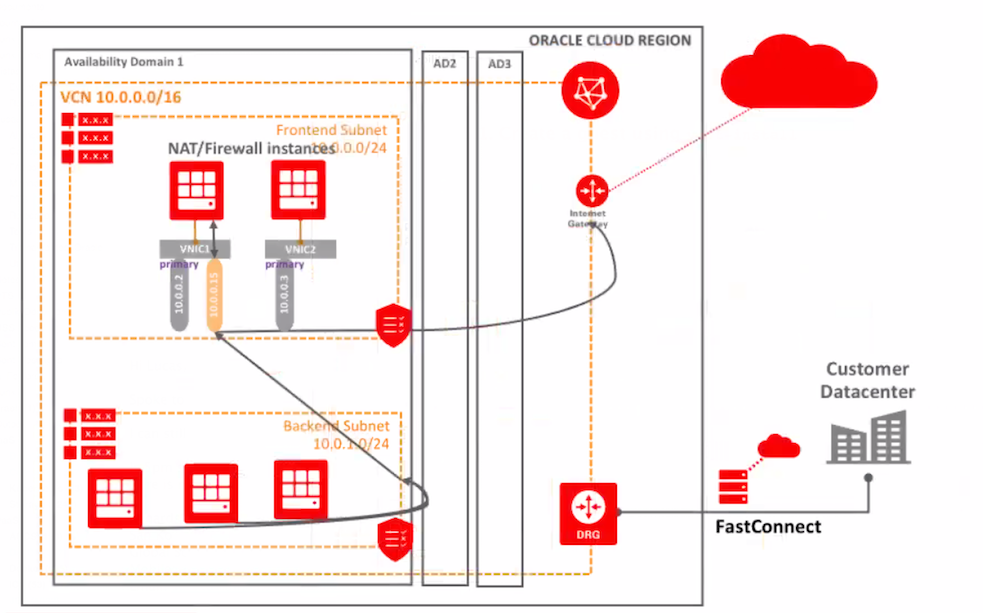 ORACLE CLOUD REGION
Availability Domain 1
AD2
AD3
VCN 10.0.0.0/16
x.x.x
x.x.x
x.x.x
Frontend Subnet
10.0.0.0/24
NAT/Firewall instances
VNIC1
VNIC2
primary
primary
10.0.0.2
10.0.0.15
10.0.0.3
Internet
Gateway
Customer
Datacenter
x.x.x
x.x.x
x.x.x
Backend Subnet
10.0.1.0/24
DRG
FastConnect